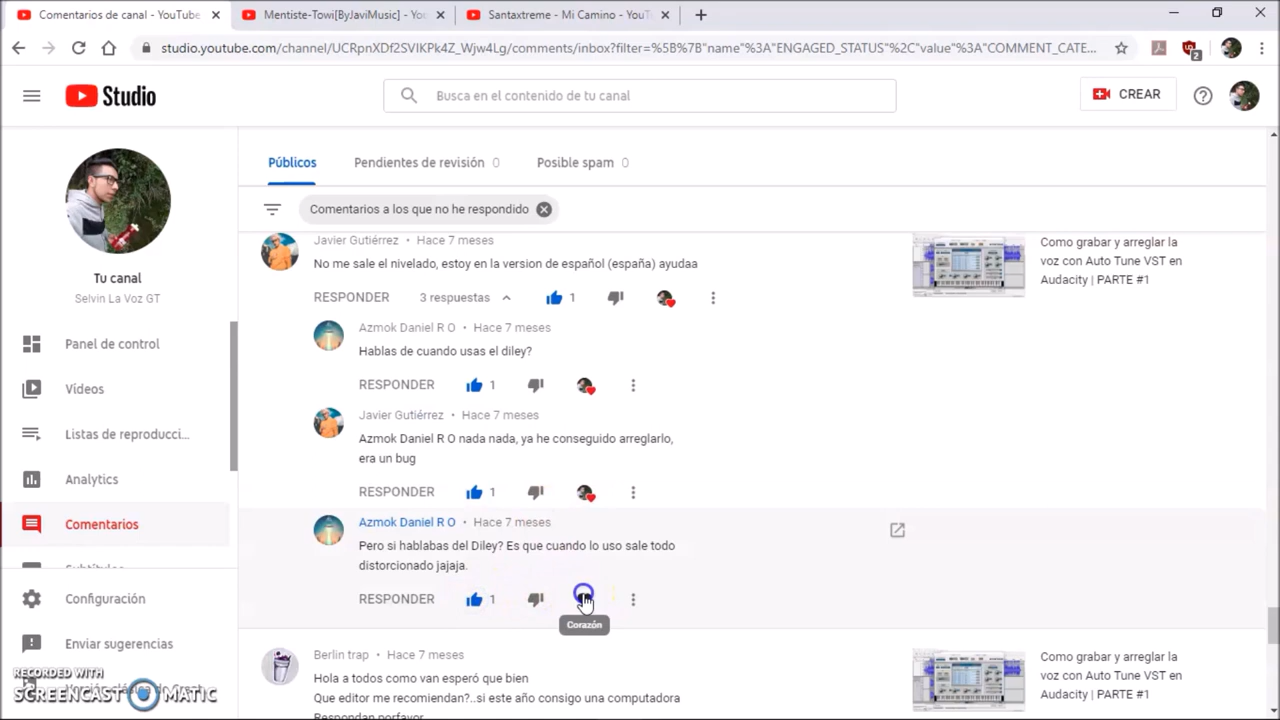 Comentarios de canal - YouTube
Mentiste-Towi[ByJaviMusic] - Yo
Santaxtreme - Mi Camino - YouT
studio.youtube.com/channel/UCRpnXDf2SVIKPk4Z_Wjw4Lg/comments/inbox?filter=%5B%7B"name"%3A"ENGAGED_STATUS"%2C"value"%3A"COMMENT_CATE...
2
Studio
Busca en el contenido de tu canal
CREAR
Tu canal
Selvin La Voz GT
Panel de control
Vídeos
Listas de reproducci...
Analytics
Comentarios
Configuración
Enviar sugerencias
RECORDED WITH
SCREENCAST MATIC
Públicos
Pendientes de revisión 0
Posible spam 0
Comentarios a los que no he respondido
Javier Gutiérrez • Hace 7 meses
No me sale el nivelado, estoy en la version de español (españa) ayudaa
RESPONDER 3 respuestas 1
Como grabar y arreglar la
voz con Auto Tune VST en
Audacity | PARTE #1
Azmok Daniel R O • Hace 7 meses
Hablas de cuando usas el diley?
RESPONDER 1
Javier Gutiérrez • Hace 7 meses
Azmok Daniel R O nada nada, ya he conseguido arreglarlo,
era un bug
RESPONDER 1
Azmok Daniel R O • Hace 7 meses
Pero si hablabas del Diley? Es que cuando lo uso sale todo
distorcionado jajaja.
RESPONDER 1
Corazón
Berlin trap • Hace 7 meses
Hola a todos como van esperó que bien
Que editor me recomiendan?..si este año consigo una computadora
Respondan porfavor
Como grabar y arreglar la
voz con Auto Tune VST en
Audacity | PARTE #1